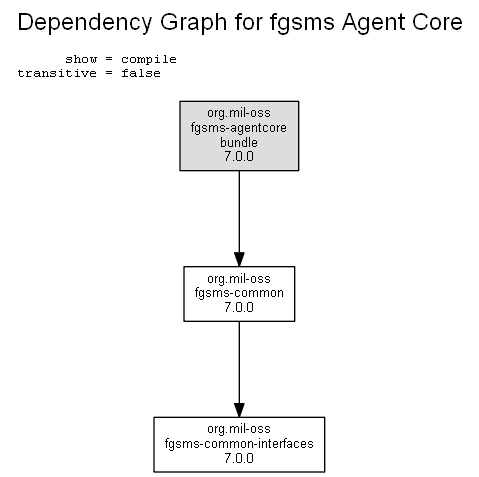 Dependency Graph for fgsms Agent Core
show = compile
transitive = false
org.mil-oss
fgsms-agentcore
bundle
7.0.0
org.mil-oss
fgsms-common
7.0.0
org.mil-oss
fgsms-common-interfaces
7.0.0